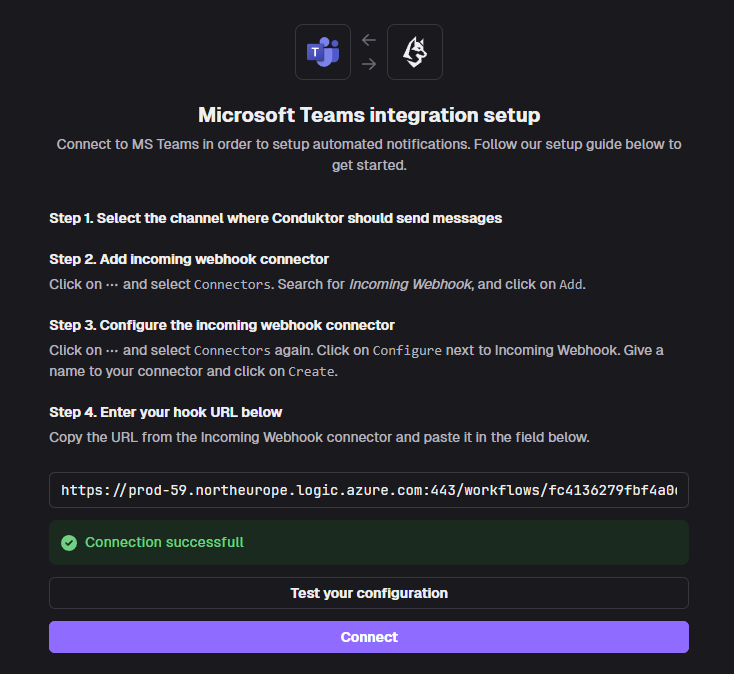 T
Microsoft Teams integration setup
Connect to MS Teams in order to setup automated notifications. Follow our setup guide below to
get started.
Step 1. Select the channel where Conduktor should send messages
Step 2. Add incoming webhook connector
Click on ··· and select Connectors. Search for Incoming Webhook, and click on Add.
Step 3. Configure the incoming webhook connector
Click on ··· and select Connectors again. Click on Configure next to Incoming Webhook. Give a
name to your connector and click on Create.
Step 4. Enter your hook URL below
Copy the URL from the Incoming Webhook connector and paste it in the field below.
https://prod-59.northeurope.logic.azure.com:443/workflows/fc4136279fbf4a0
Connection successfull
Test your configuration
Connect